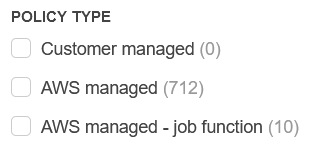 POLICY TYPE
Customer managed (0)
AWS managed (712)
AWS managed - job function (10)